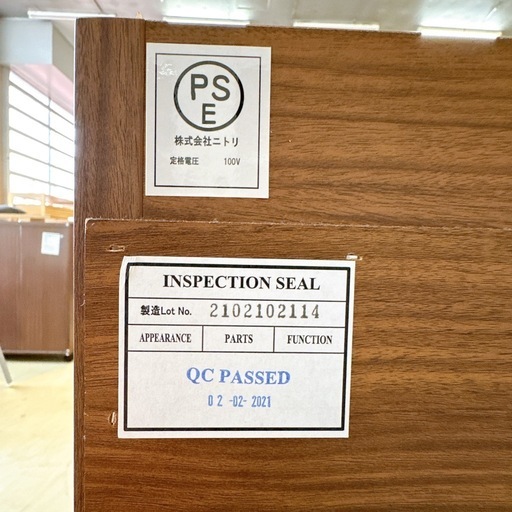 PS
E
株式会社ニトリ
定格電圧 100V
INSPECTION SEAL
製造Lot No. 2102102114
APPEARANCE PARTS FUNCTION
QC PASSED
02-02-2021